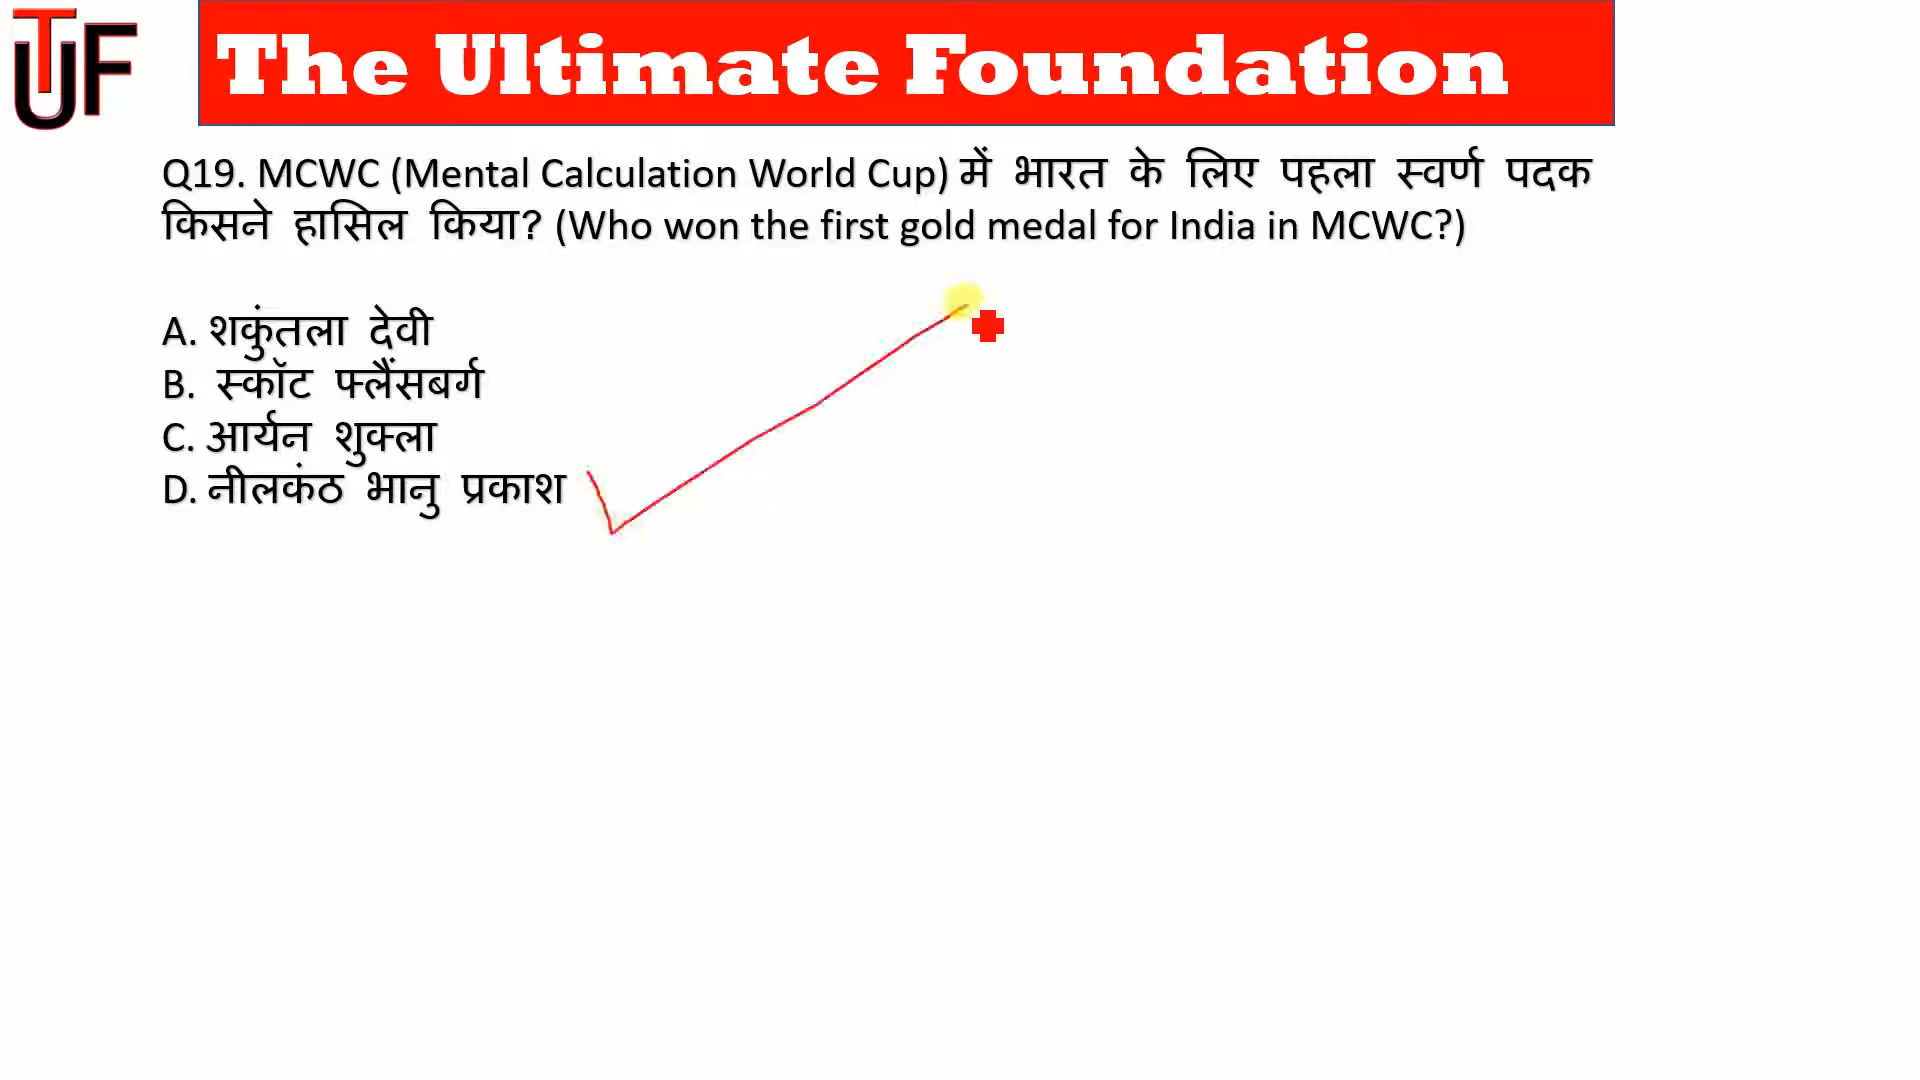 TUF
The Ultimate Foundation
Q19. MCWC (Mental Calculation World Cup) में भारत के लिए पहला स्वर्ण पदक
किसने हासिल किया? (Who won the first gold medal for India in MCWC?)
A. शकुंतला देवी
B. स्कॉट फ्लैंसबर्ग
C. आर्यन शुक्ला
D. नीलकंठ भानु प्रकाश